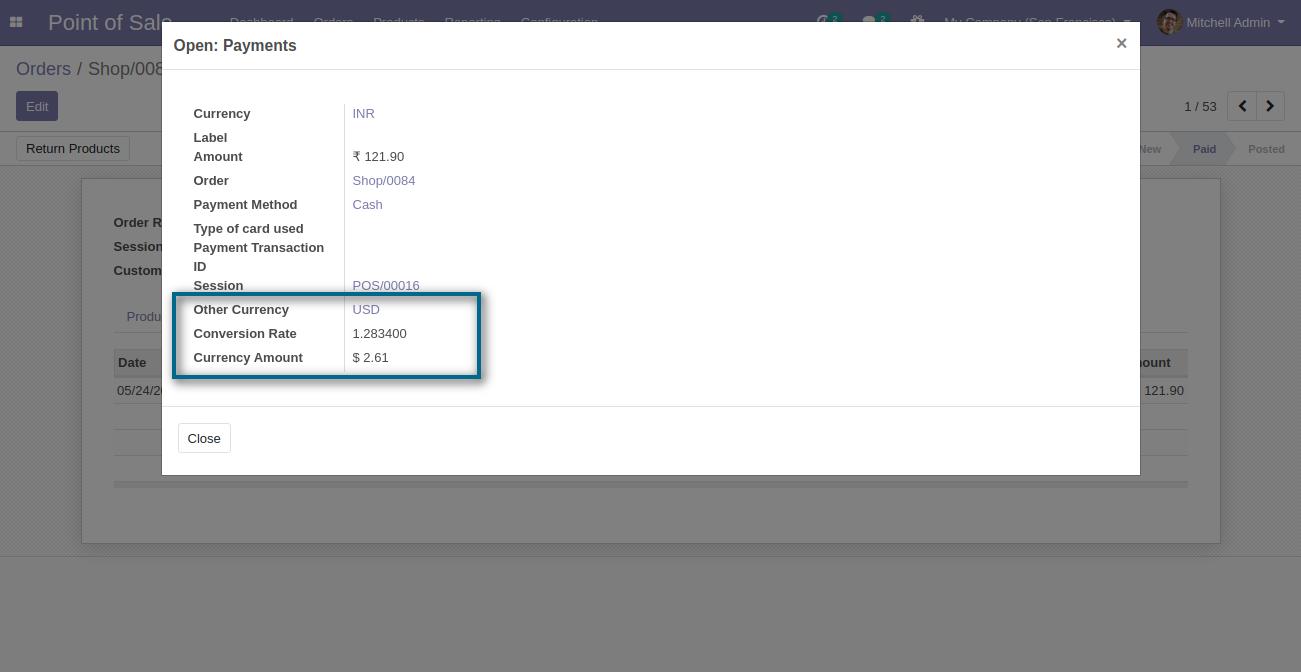 Point of Sale
Dashboard Orders Products Reporting Configuration
2 2 My Company (San Francisco) Mitchell Admin
Open: Payments ×
Orders / Shop/008
Edit
1 / 53
Return Products
New Paid Posted
Currency INR
Label
Amount ₹ 121.90
Order Shop/0084
Payment Method Cash
Type of card used
Payment Transaction
ID
Session POS/00016
Other Currency USD
Conversion Rate 1.283400
Currency Amount $ 2.61
Close
Order R
Session
Custom
Produ
Date ount
05/24/2 121.90